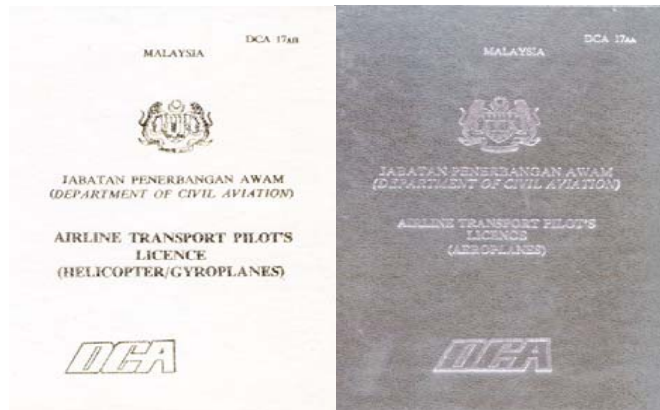 DCA 17AH
MALAYSIA
JABATAN PENERBANGAN AWAM
(DEPARTMENT OF CIVIL AVIATION)
AIRLINE TRANSPORT PILOT'S
LICENCE
(HELICOPTER/GYROPLANES)
DCA
DCA 17AA
MALAYSIA
JABATAN PENERBANGAN AWAM
(DEPARTMENT OF CIVIL AVIATION)
AIRLINE TRANSPORT PILOT'S
LICENCE
(AEROPLANES)
DCA